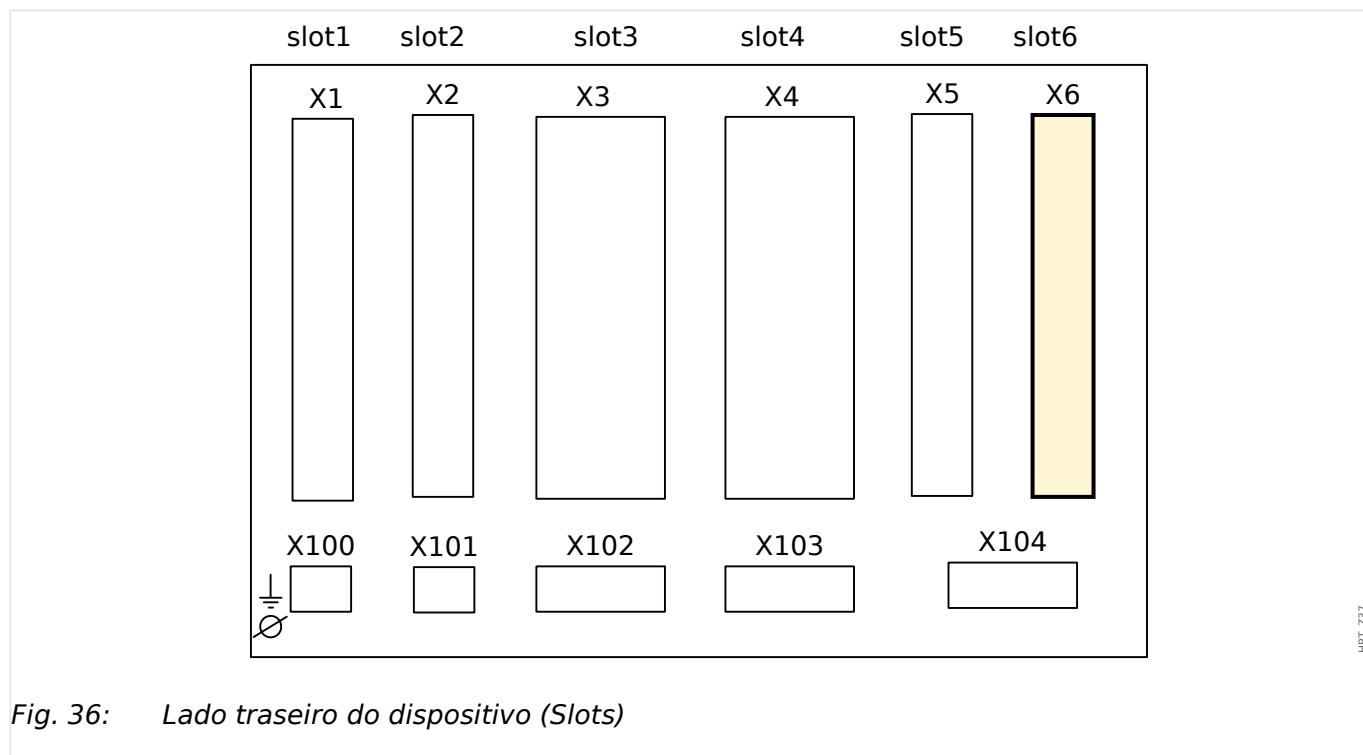 slot1 slot2 slot3 slot4 slot5 slot6
X1 X2 X3 X4 X5 X6
X100 X101 X102 X103 X104
Fig. 36: Lado traseiro do dispositivo (Slots)